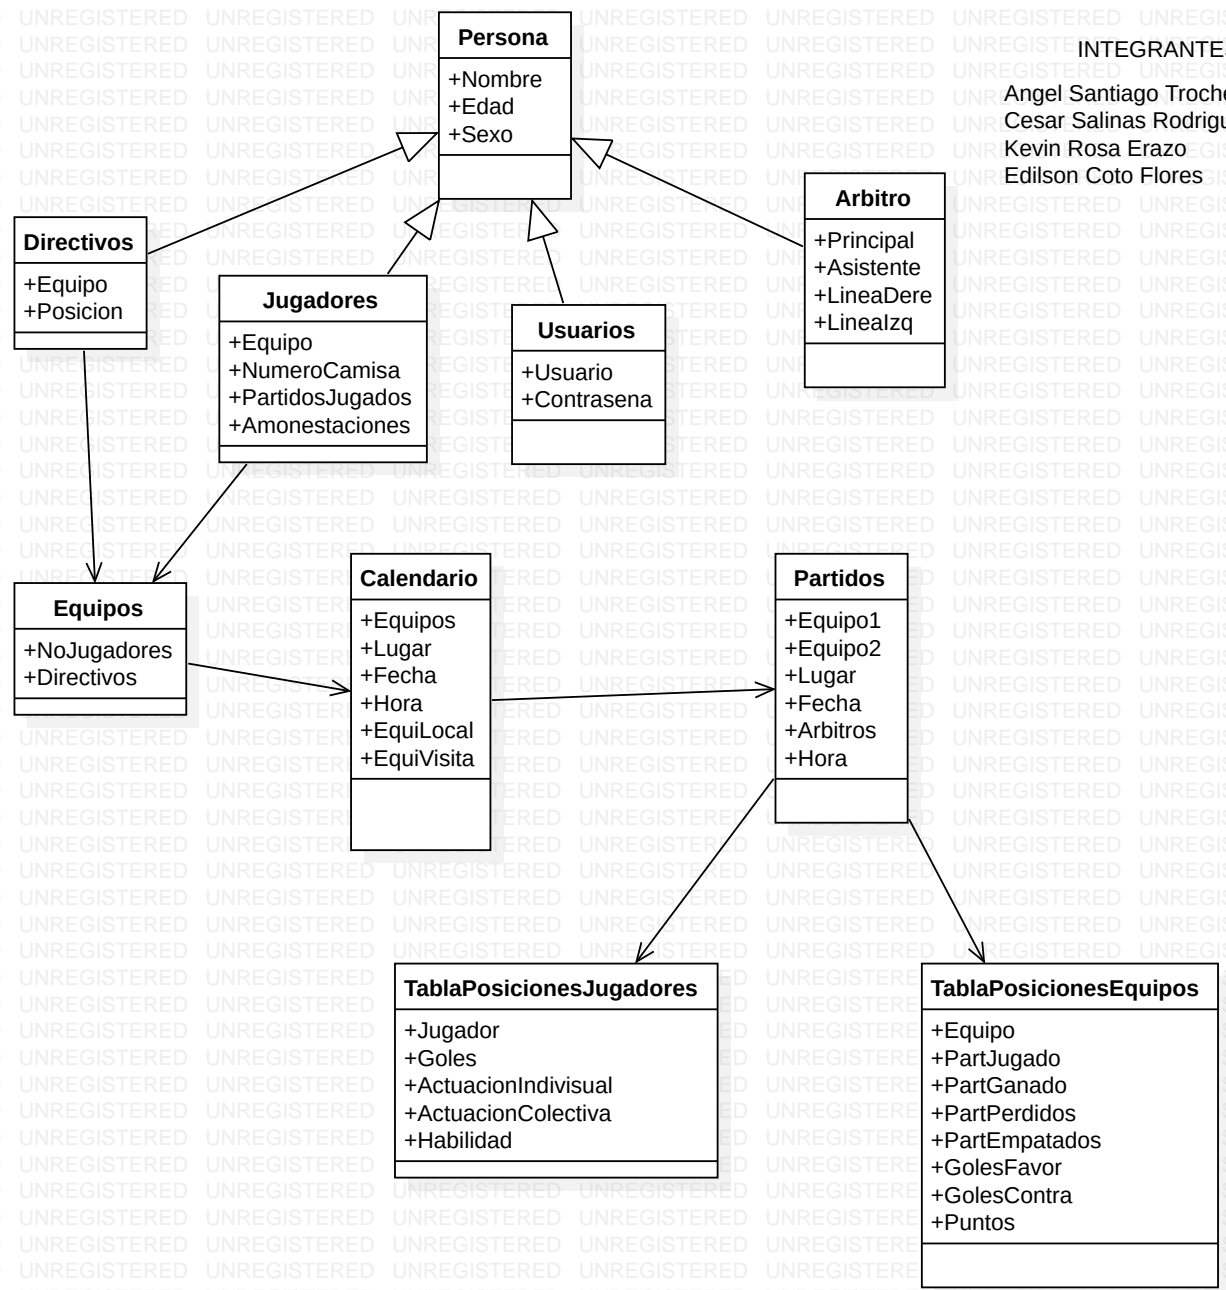 Persona
+Nombre
+Edad
+Sexo
INTEGRANTES
Angel Santiago Troche
Cesar Salinas Rodrigu
Kevin Rosa Erazo
Edilson Coto Flores
Arbitro
+Principal
+Asistente
+LineaDere
+LineaIzq
Directivos
+Equipo
+Posicion
Jugadores
+Equipo
+NumeroCamisa
+PartidosJugados
+Amonestaciones
Usuarios
+Usuario
+Contrasena
Equipos
+NoJugadores
+Directivos
Calendario
+Equipos
+Lugar
+Fecha
+Hora
+EquiLocal
+EquiVisita
Partidos
+Equipo1
+Equipo2
+Lugar
+Fecha
+Arbitros
+Hora
TablaPosicionesJugadores
+Jugador
+Goles
+ActuacionIndivisual
+ActuacionColectiva
+Habilidad
TablaPosicionesEquipos
+Equipo
+PartJugado
+PartGanado
+PartPerdidos
+PartEmpatados
+GolesFavor
+GolesContra
+Puntos
UNREGISTERED